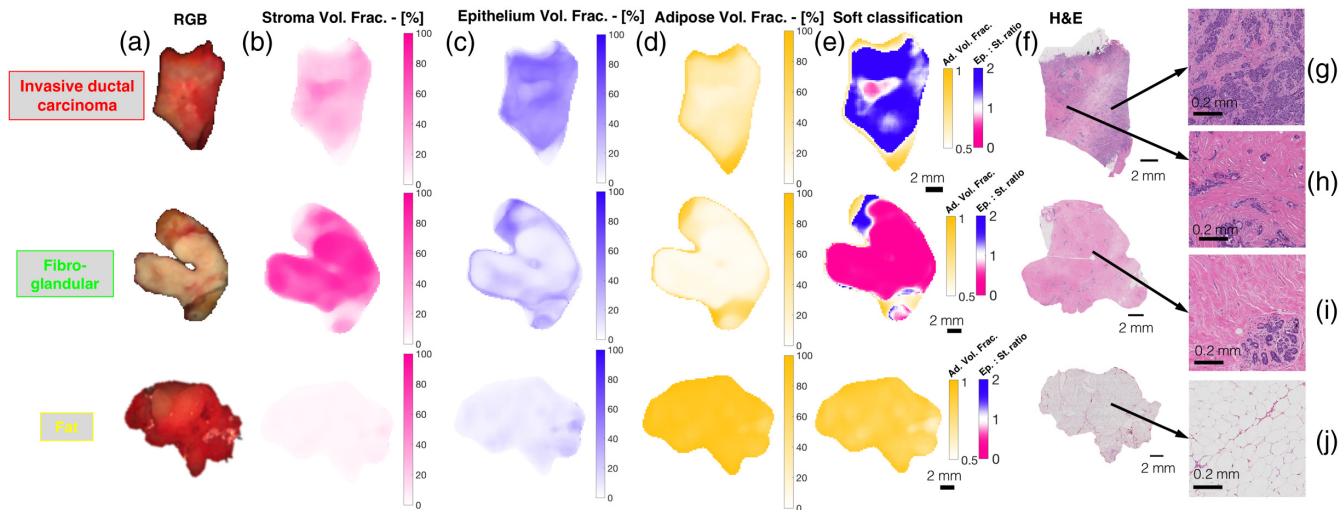 RGB
Stroma Vol. Frac. - [%]
Epithelium Vol. Frac. - [%]
Adipose Vol. Frac. - [%]
Soft classification
H&E
(a)
(b)
(c)
(d)
(e)
(f)
(g)
(h)
(i)
(j)
Invasive ductal
carcinoma
100
80
60
40
20
0
100
80
60
40
20
0
100
80
60
40
20
0
Ad. Vol. Frac.
Ep. : St. ratio
1
0.5
2
1
0
2 mm
2 mm
0.2 mm
0.2 mm
Fibro-
glandular
100
80
60
40
20
0
100
80
60
40
20
0
100
80
60
40
20
0
Ad. Vol. Frac.
Ep. : St. ratio
1
0.5
2
1
0
2 mm
2 mm
0.2 mm
Fat
100
80
60
40
20
0
100
80
60
40
20
0
100
80
60
40
20
0
Ad. Vol. Frac.
Ep. : St. ratio
1
0.5
2
1
0
2 mm
2 mm
0.2 mm